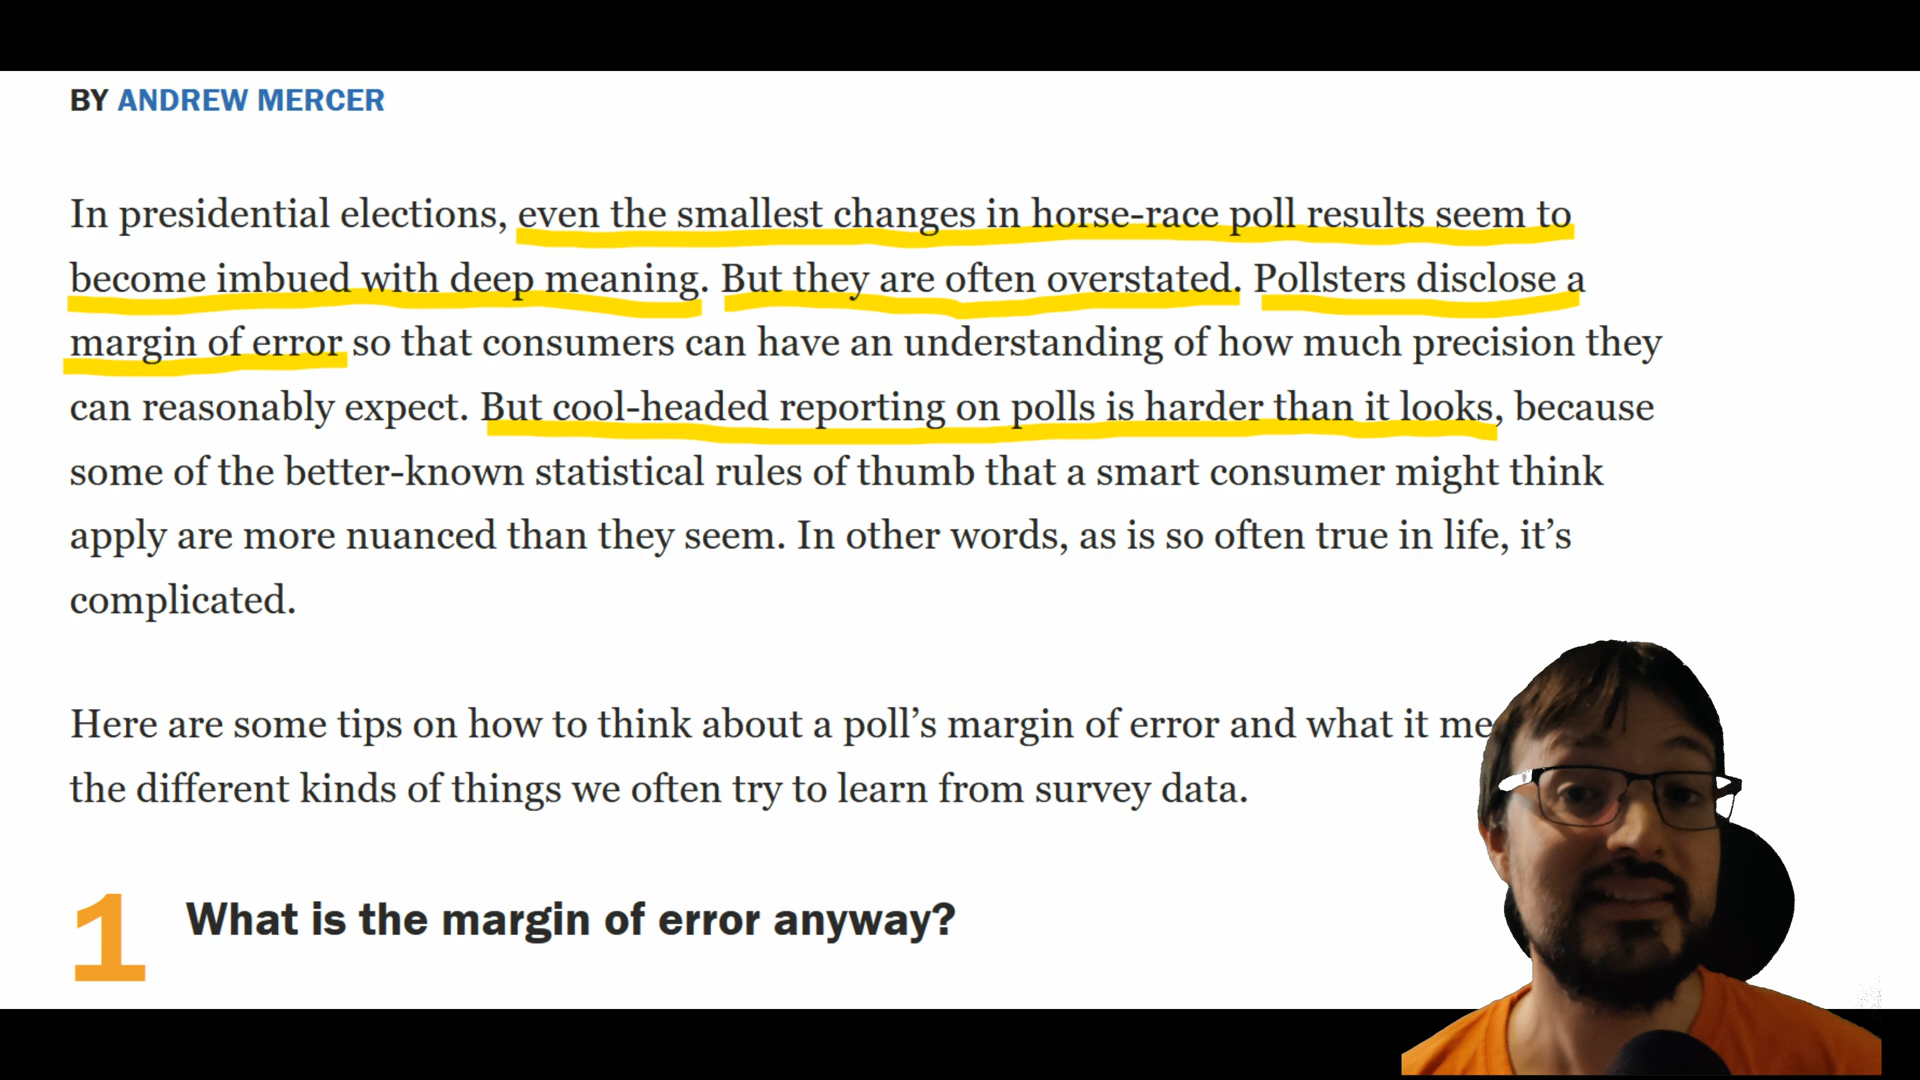 BY ANDREW MERCER
In presidential elections, even the smallest changes in horse-race poll results seem to
become imbued with deep meaning. But they are often overstated. Pollsters disclose a
margin of error so that consumers can have an understanding of how much precision they
can reasonably expect. But cool-headed reporting on polls is harder than it looks, because
some of the better-known statistical rules of thumb that a smart consumer might think
apply are more nuanced than they seem. In other words, as is so often true in life, it’s
complicated.
Here are some tips on how to think about a poll’s margin of error and what it
the different kinds of things we often try to learn from survey data.
1 What is the margin of error anyway?